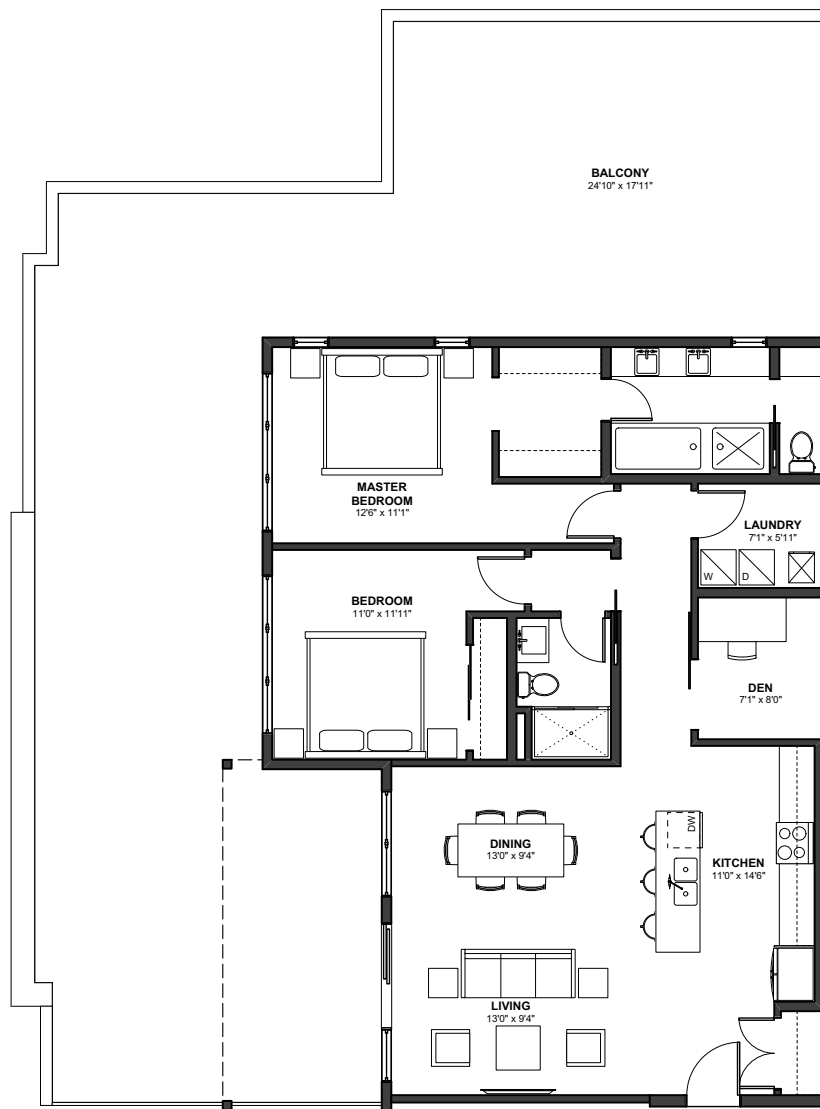 BALCONY
24'10" x 17'11"
MASTER
BEDROOM
12'6" x 11'1"
LAUNDRY
7'1" x 5'11"
W
D
BEDROOM
11'0" x 11'11"
DEN
7'1" x 8'0"
DW
DINING
13'0" x 9'4"
KITCHEN
11'0" x 14'6"
LIVING
13'0" x 9'4"